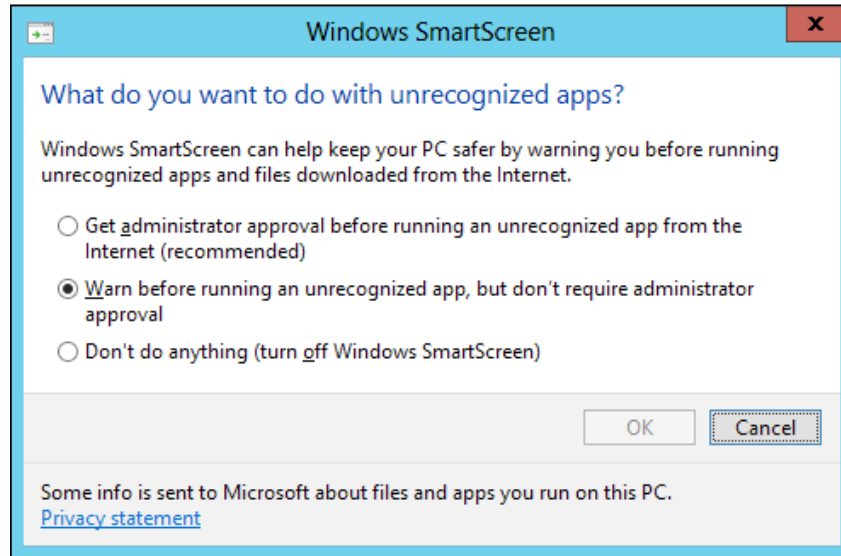 Windows SmartScreen
x
What do you want to do with unrecognized apps?
Windows SmartScreen can help keep your PC safer by warning you before running
unrecognized apps and files downloaded from the Internet.
Get administrator approval before running an unrecognized app from the
Internet (recommended)
Warn before running an unrecognized app, but don't require administrator
approval
Don't do anything (turn off Windows SmartScreen)
OK
Cancel
Some info is sent to Microsoft about files and apps you run on this PC.
Privacy statement